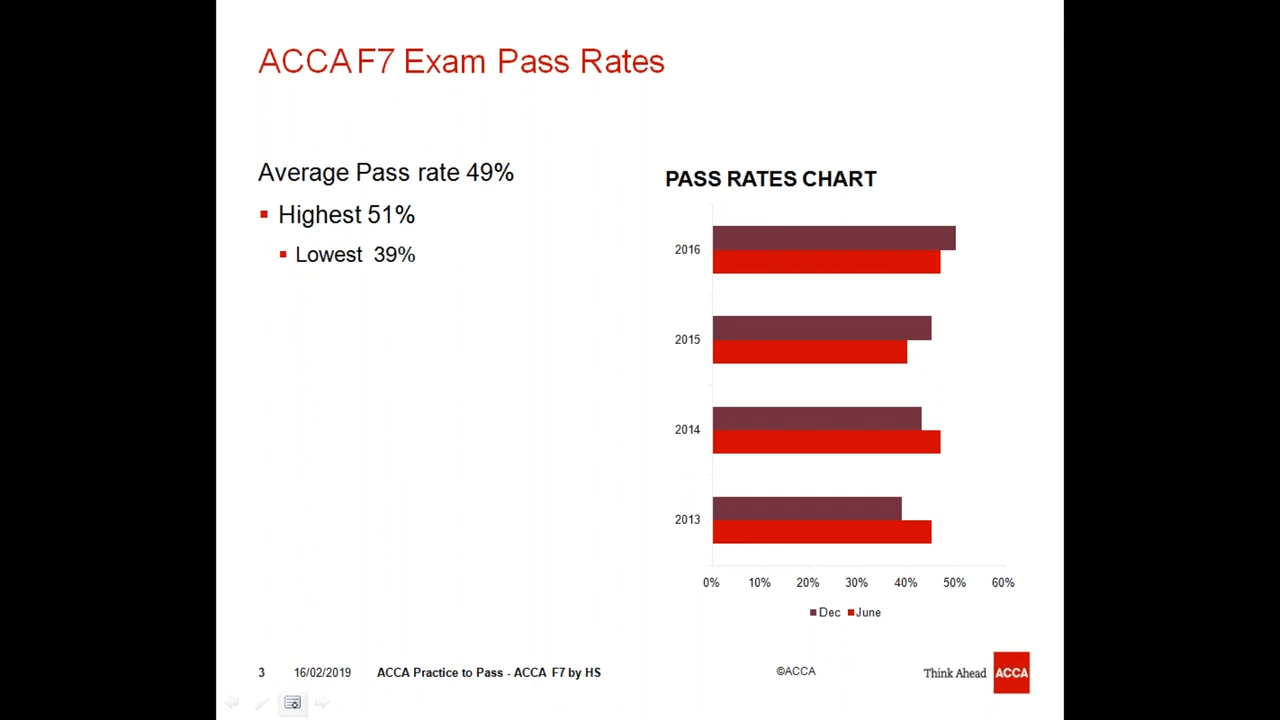 ACCA F7 Exam Pass Rates
Average Pass rate 49%
Highest 51%
Lowest 39%
PASS RATES CHART
2016
2015
2014
2013
0% 10% 20% 30% 40% 50% 60%
Dec June
3 16/02/2019 ACCA Practice to Pass - ACCA F7 by HS ©ACCA Think Ahead ACCA